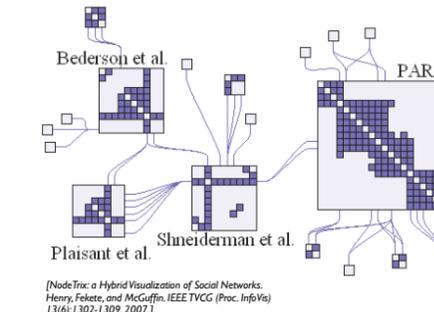 Bederson et al.
PAR
Plaisant et al.
Shneiderman et al.
[NodeTrix: a Hybrid Visualization of Social Networks.
Henry, Fekete, and McGuffin. IEEE TVCG (Proc. InfoVis)
13(6):1302-1309, 2007.]